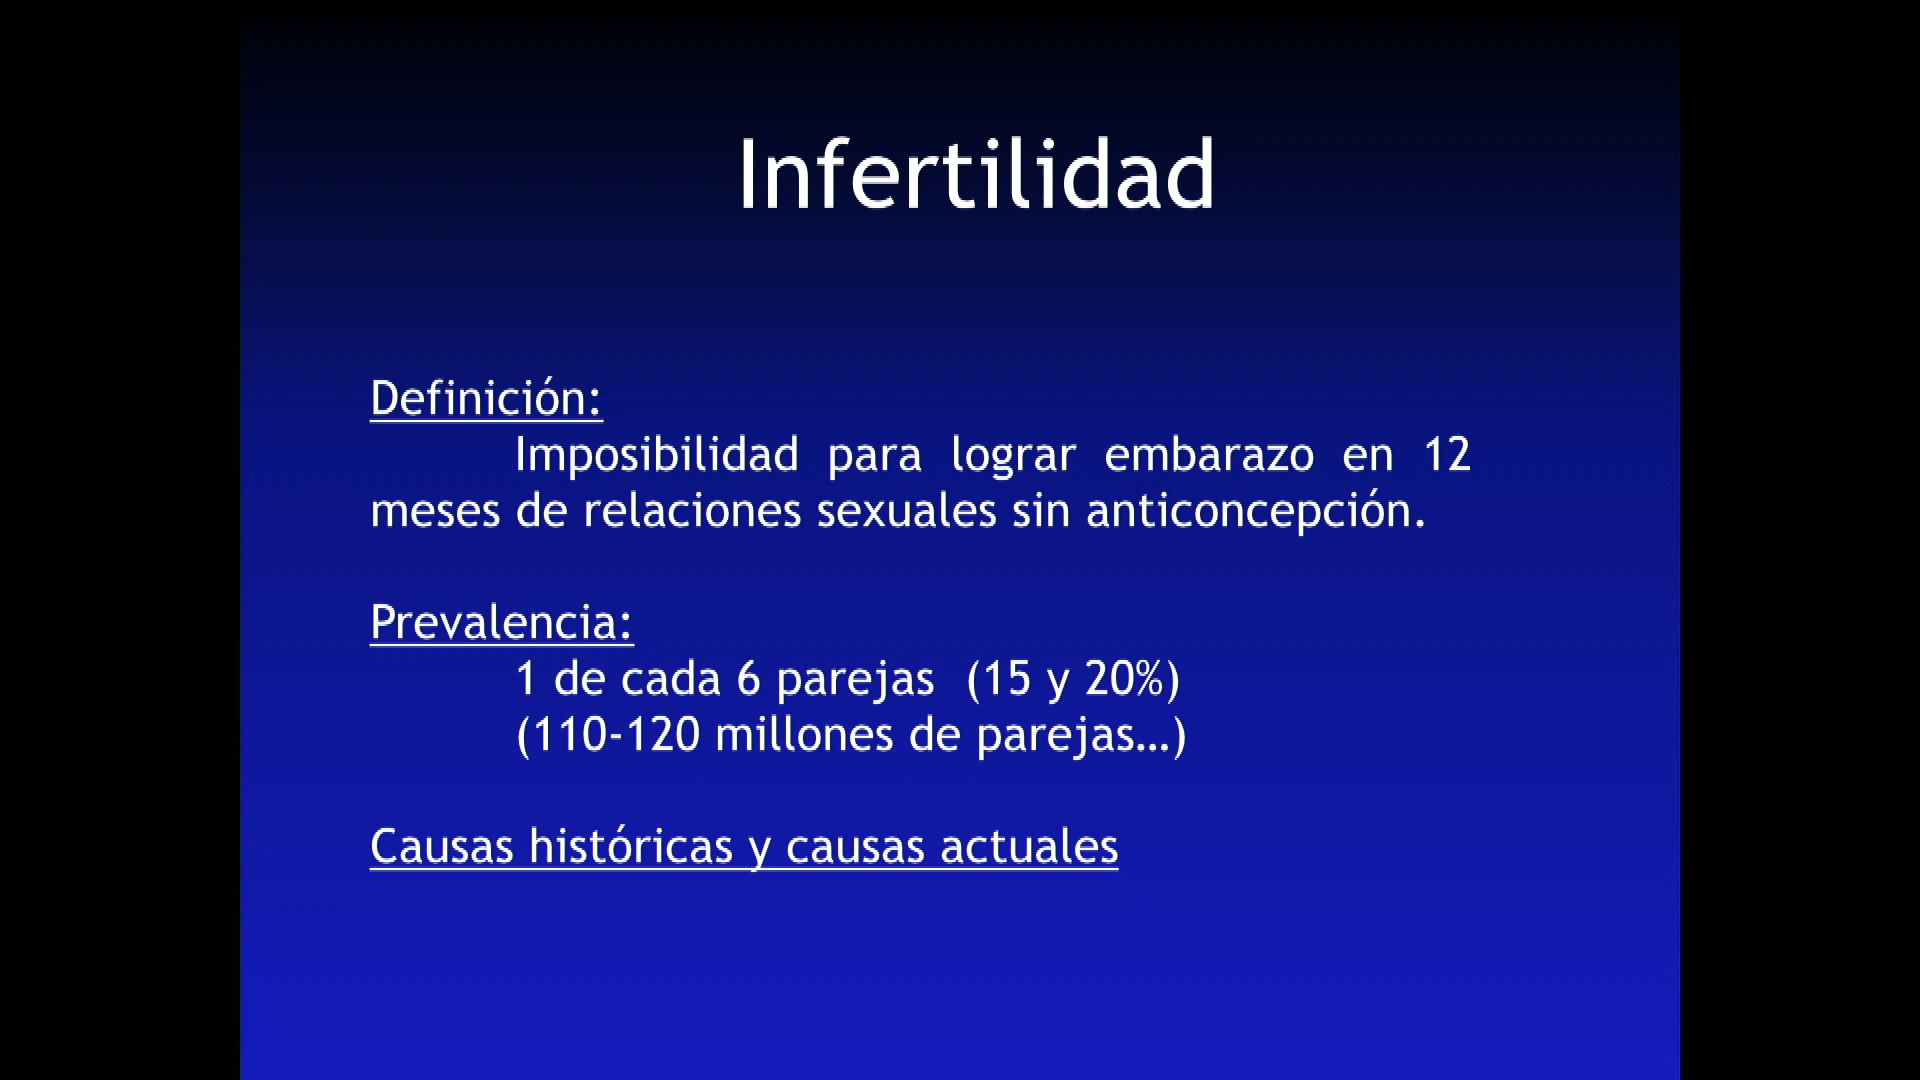 Infertilidad
Definición:
Imposibilidad para lograr embarazo en 12
meses de relaciones sexuales sin anticoncepción.
Prevalencia:
1 de cada 6 parejas (15 y 20%)
(110-120 millones de parejas…)
Causas históricas y causas actuales